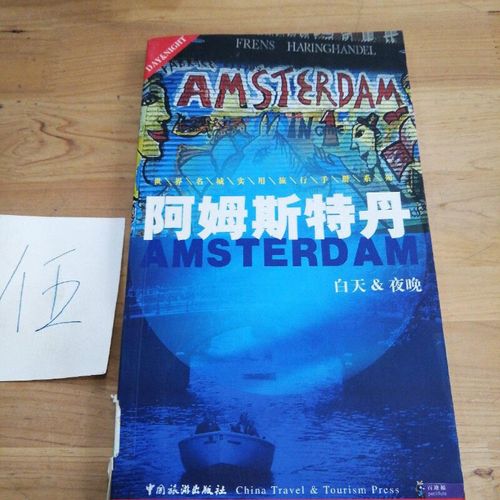 DAY&NIGHT
FRENS HARINGHANDEL
AMSTERDAM
世\界\名\城\实\用\旅\行\手\册\系\列
阿姆斯特丹
AMSTERDAM
白天 & 夜晚
伍
中国旅游出版社 China Travel & Tourism Press